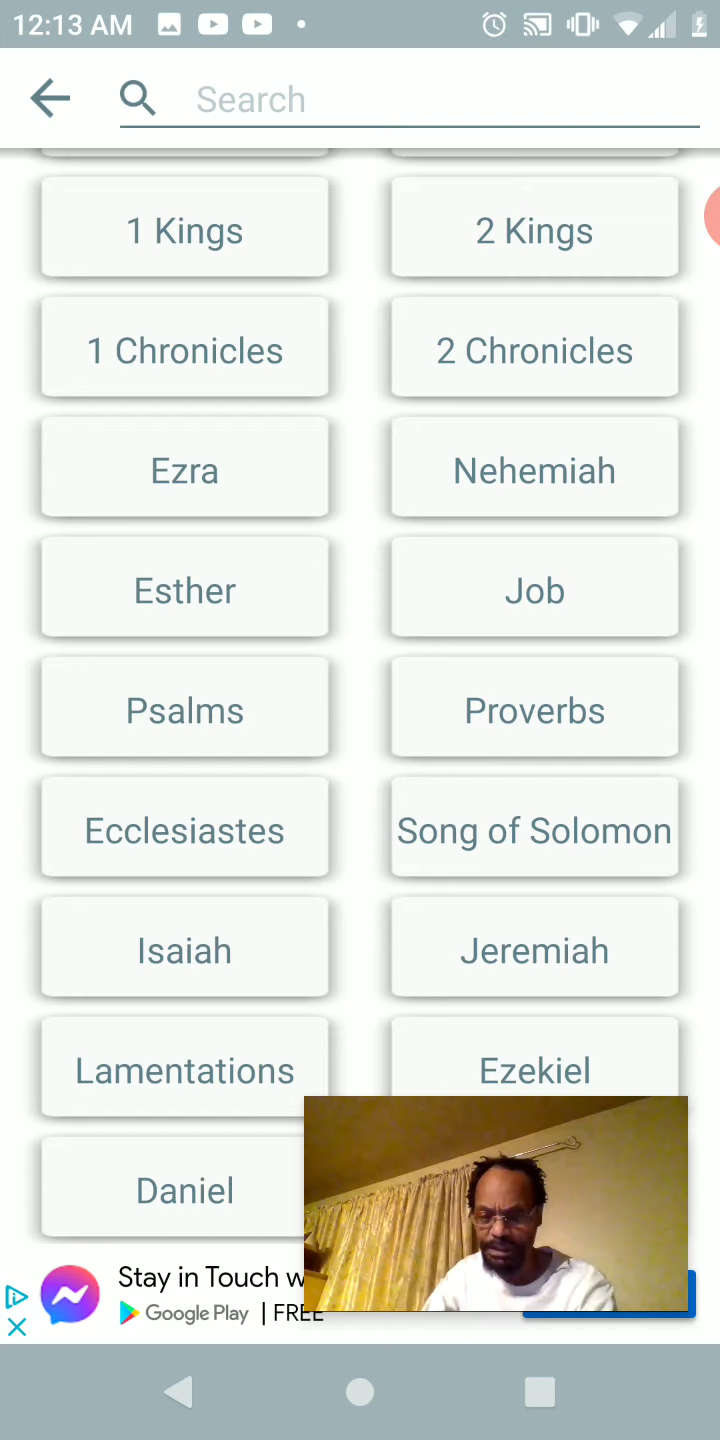 12:13 AM
Search
1 Kings
2 Kings
1 Chronicles
2 Chronicles
Ezra
Nehemiah
Esther
Job
Psalms
Proverbs
Ecclesiastes
Song of Solomon
Isaiah
Jeremiah
Lamentations
Ezekiel
Daniel
Stay in Touch w
Google Play | FREE